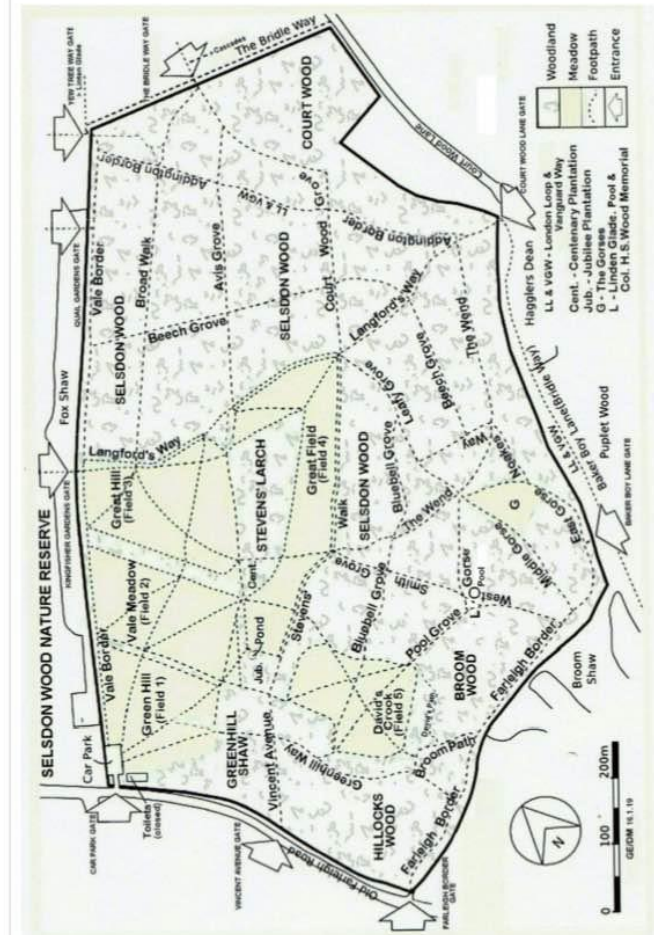 SELSDON WOOD NATURE RESERVE
CAR PARK GATE
Car Park
Toilets
(closed)
KINGFISHER GARDENS GATE
Fox Shaw
QUAIL GARDENS GATE
YEW TREE WAY GATE
+ Linden Glade
THE BRIDLE WAY GATE
Cascades
The Bridle Way
Vale Border
Vale Border
Green Hill
(Field 1)
Vale Meadow
(Field 2)
Great Hill
(Field 3)
Langford's Way
SELSDON WOOD
Broad Walk
Beech Grove
Avis Grove
Addington Border
LL & VGW
COURT WOOD
SELSDON WOOD
Court Wood Grove
Addington Border
Court Wood Lane
COURT WOOD LANE GATE
VINCENT AVENUE GATE
GREENHILL
SHAW
Vincent Avenue
Jub.
Pond
Cent.
STEVENS' LARCH
Great Field
(Field 4)
Stevens'
Walk
Langford's Way
SELSDON WOOD
Greenhill Way
David's
Crook
(Field 5)
Bluebell Grove
Smith
Grove
Bluebell Grove
Leafy Grove
Beech Grove
The Wend
The Wend
Noakes
Way
Old Farleigh Road
HILLOCKS
WOOD
Broom Path
Pool Grove
BROOM
WOOD
L
Pool
West
Gorse
G
Middle Gorse
East Gorse
Farleigh Border
Farleigh Border
FARLEIGH BORDER
GATE
Broom
Shaw
BAKER BOY LANE GATE
Puplet Wood
Baker Boy Lane(Bridle Way)
LL & VGW
Hagglers Dean
LL & VGW - London Loop &
Vanguard Way
Cent. - Centenary Plantation
Jub. - Jubilee Plantation
G - The Gorses
L - Linden Glade. Pool &
Col. H.S.Wood Memorial
Woodland
Meadow
Footpath
Entrance
N
0 100 200m
GE/DM 16.1.19